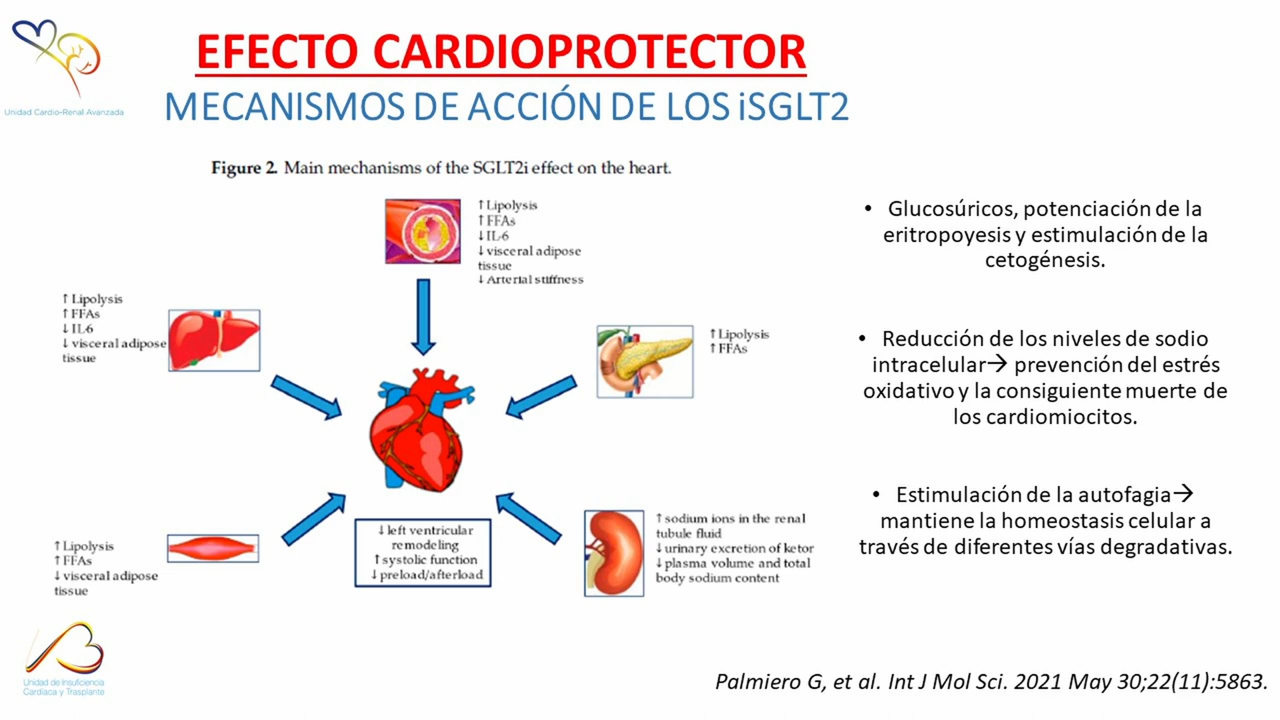 Unidad Cardio-Renal Avanzada
EFECTO CARDIOPROTECTOR
MECANISMOS DE ACCIÓN DE LOS iSGLT2
Figure 2. Main mechanisms of the SGLT2i effect on the heart.
↑ Lipolysis
↑ FFAs
↓ IL-6
↓ visceral adipose
tissue
↓ Arterial stiffness
↑ Lipolysis
↑ FFAs
↓ IL6
↓ visceral adipose
tissue
↑ Lipolysis
↑ FFAs
↑ Lipolysis
↑ FFAs
↓ visceral adipose
tissue
↓ left ventricular
remodeling
↑ systolic function
↓ preload/afterload
↑ sodium ions in the renal
tubule fluid
↓ urinary excretion of ketor
↓ plasma volume and total
body sodium content
• Glucosúricos, potenciación de la
eritropoyesis y estimulación de la
cetogénesis.
• Reducción de los niveles de sodio
intracelular→ prevención del estrés
oxidativo y la consiguiente muerte de
los cardiomiocitos.
• Estimulación de la autofagia→
mantiene la homeostasis celular a
través de diferentes vías degradativas.
Unidad de Insuficiencia
Cardíaca y Trasplante
Palmiero G, et al. Int J Mol Sci. 2021 May 30;22(11):5863.